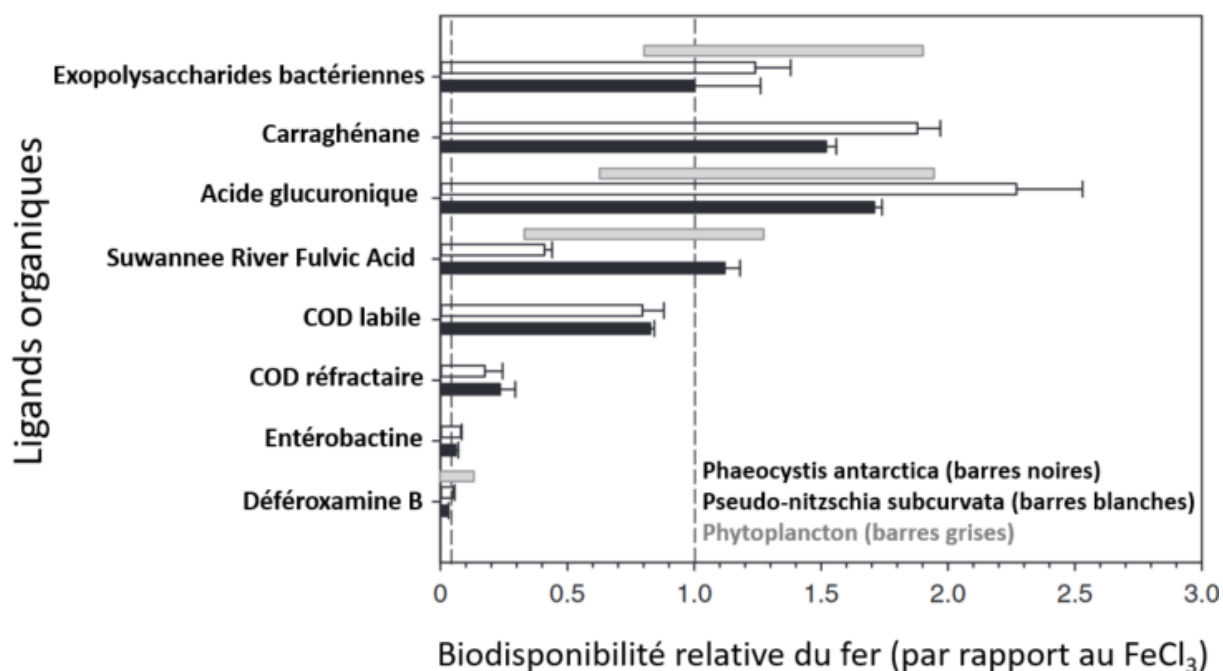 Ligands organiques
Exopolysaccharides bactériennes
Carraghénane
Acide glucuronique
Suwannee River Fulvic Acid
COD labile
COD réfractaire
Entérobactine
Déféroxamine B
Phaeocystis antarctica (barres noires)
Pseudo-nitzschia subcurvata (barres blanches)
Phytoplancton (barres grises)
0 0.5 1.0 1.5 2.0 2.5 3.0
Biodisponibilité relative du fer (par rapport au FeCl₃)